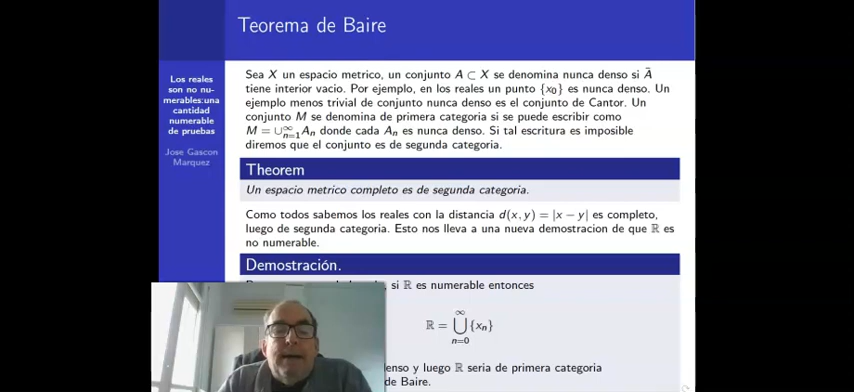 Teorema de Baire
Los reales
son no nu-
merables:una
cantidad
numerable
de pruebas
Jose Gascon
Marquez
Sea X un espacio metrico, un conjunto A ⊂ X se denomina nunca denso si Ā
tiene interior vacio. Por ejemplo, en los reales un punto {x₀} es nunca denso. Un
ejemplo menos trivial de conjunto nunca denso es el conjunto de Cantor. Un
conjunto M se denomina de primera categoria si se puede escribir como
M = ∪_{n=1}^∞ Aₙ donde cada Aₙ es nunca denso. Si tal escritura es imposible
diremos que el conjunto es de segunda categoria.
Theorem
Un espacio metrico completo es de segunda categoria.
Como todos sabemos los reales con la distancia d(x, y) = |x − y| es completo,
luego de segunda categoria. Esto nos lleva a una nueva demostracion de que ℝ es
no numerable.
Demostración.
, si ℝ es numerable entonces
ℝ = ⋃_{n=0}^∞ {xₙ}
enso y luego ℝ seria de primera categoria
de Baire.